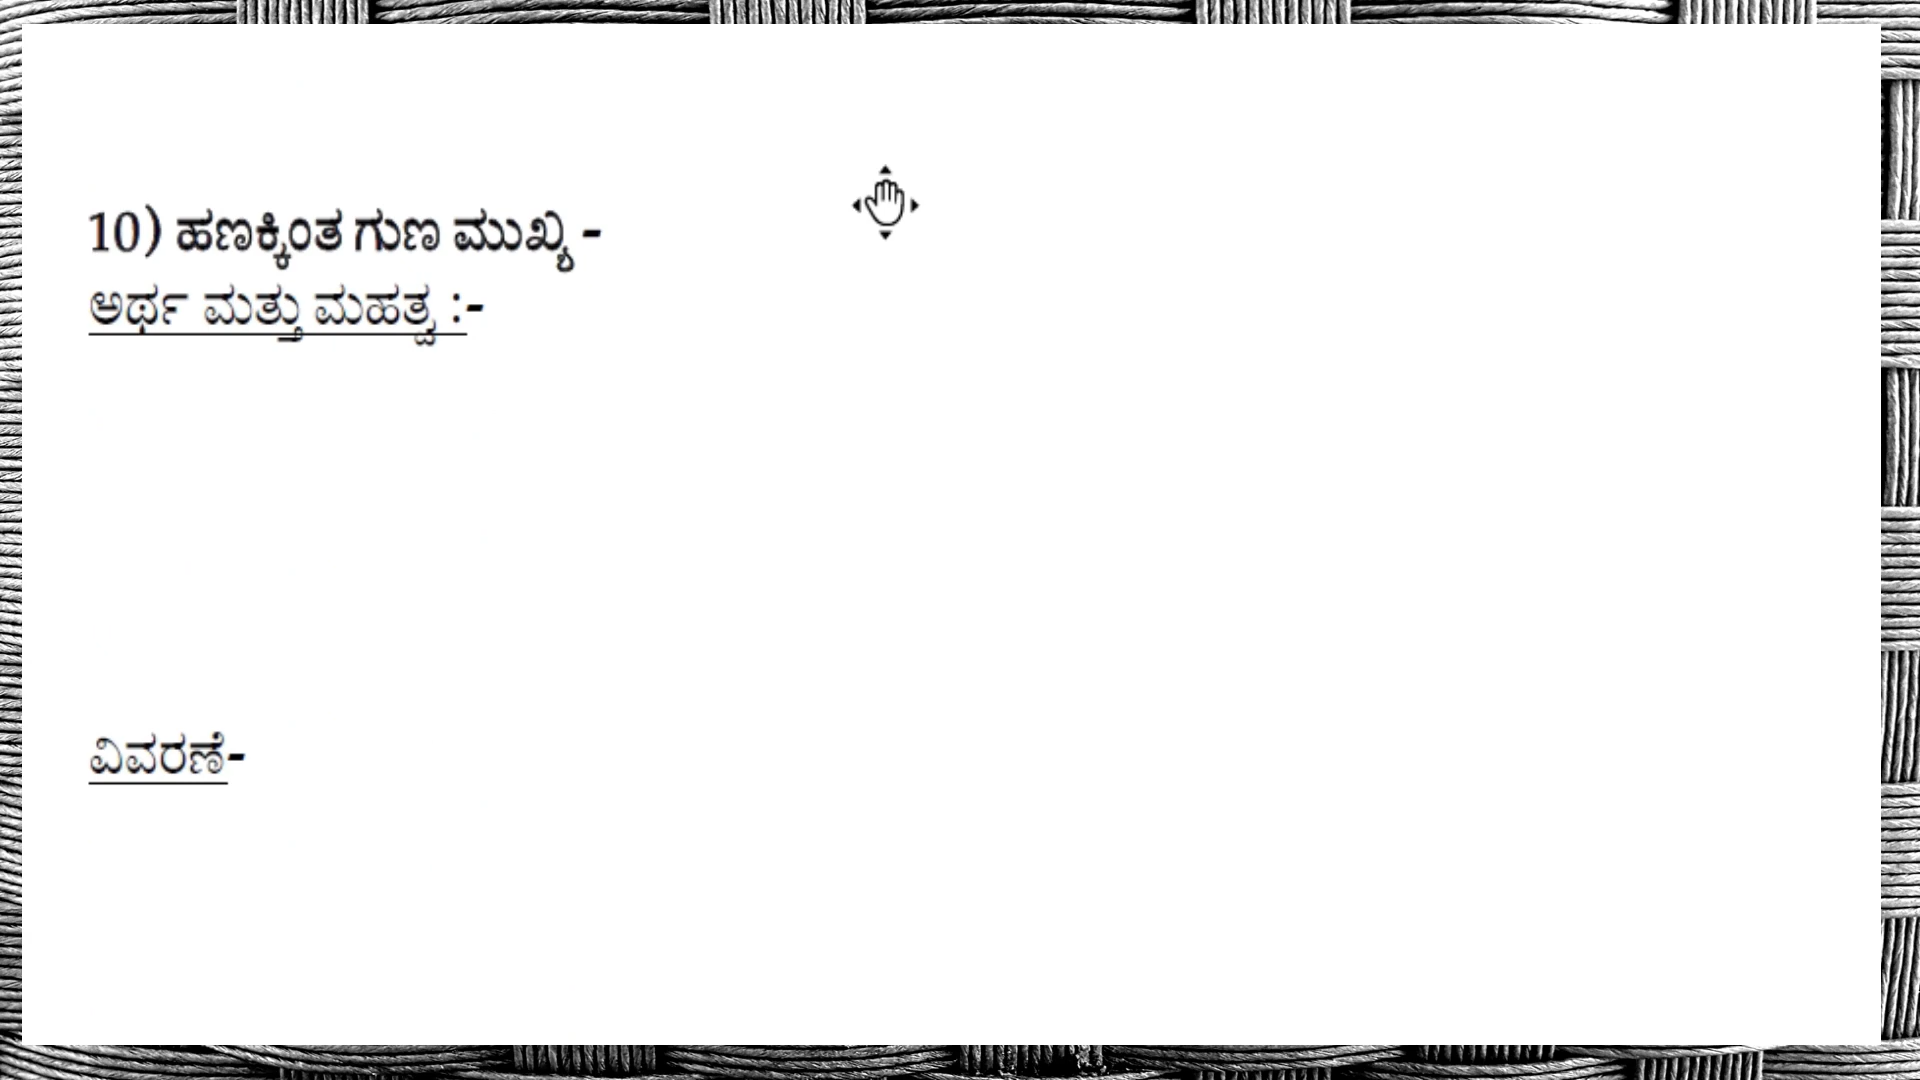 10) ಹಣಕ್ಕಿಂತ ಗುಣ ಮುಖ್ಯ -
ಅರ್ಥ ಮತ್ತು ಮಹತ್ವ :-
ವಿವರಣೆ-